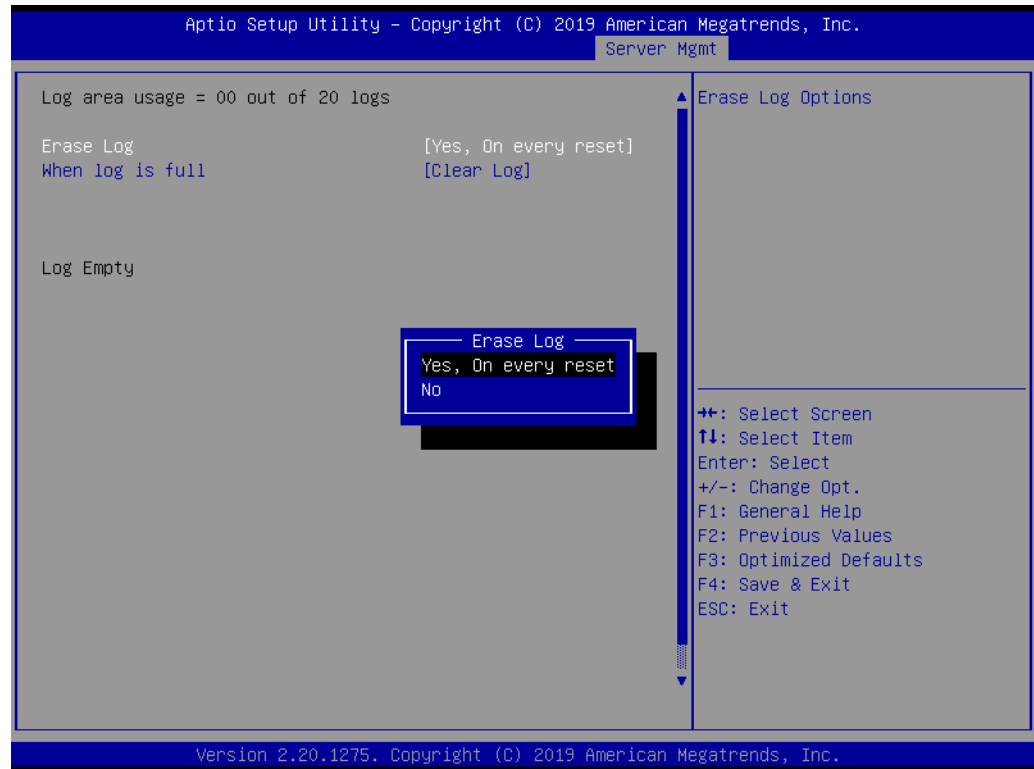 Aptio Setup Utility – Copyright (C) 2019 American Megatrends, Inc.
Server Mgmt
Log area usage = 00 out of 20 logs
Erase Log [Yes, On every reset]
When log is full [Clear Log]
Log Empty
Erase Log
Yes, On every reset
No
Erase Log Options
→←: Select Screen
↑↓: Select Item
Enter: Select
+/-: Change Opt.
F1: General Help
F2: Previous Values
F3: Optimized Defaults
F4: Save & Exit
ESC: Exit
Version 2.20.1275. Copyright (C) 2019 American Megatrends, Inc.